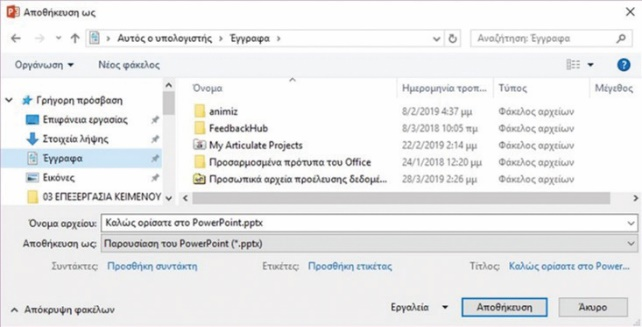 Αποθήκευση ως
Αυτός ο υπολογιστής › Έγγραφα ›
Αναζήτηση: Έγγραφα
Οργάνωση
Νέος φάκελος
Όνομα Ημερομηνία τροπ... Τύπος Μέγεθος
Γρήγορη πρόσβαση
Επιφάνεια εργασίας
Στοιχεία λήψης
Έγγραφα
Εικόνες
03 ΕΠΕΞΕΡΓΑΣΙΑ ΚΕΙΜΕΝΟΥ
animiz 8/2/2019 4:37 μμ Φάκελος αρχείων
FeedbackHub 8/3/2018 10:05 πμ Φάκελος αρχείων
My Articulate Projects 22/2/2019 2:14 μμ Φάκελος αρχείων
Προσαρμοσμένα πρότυπα του Office 24/1/2018 12:20 μμ Φάκελος αρχείων
Προσωπικά αρχεία προέλευσης δεδομέ... 28/3/2019 2:26 μμ Φάκελος αρχείων
Όνομα αρχείου: Καλώς ορίσατε στο PowerPoint.pptx
Αποθήκευση ως: Παρουσίαση του PowerPoint (*.pptx)
Συντάκτες: Προσθήκη συντάκτη Ετικέτες: Προσθήκη ετικέτας Τίτλος: Καλώς ορίσατε στο Power...
Απόκρυψη φακέλων Εργαλεία Αποθήκευση Άκυρο